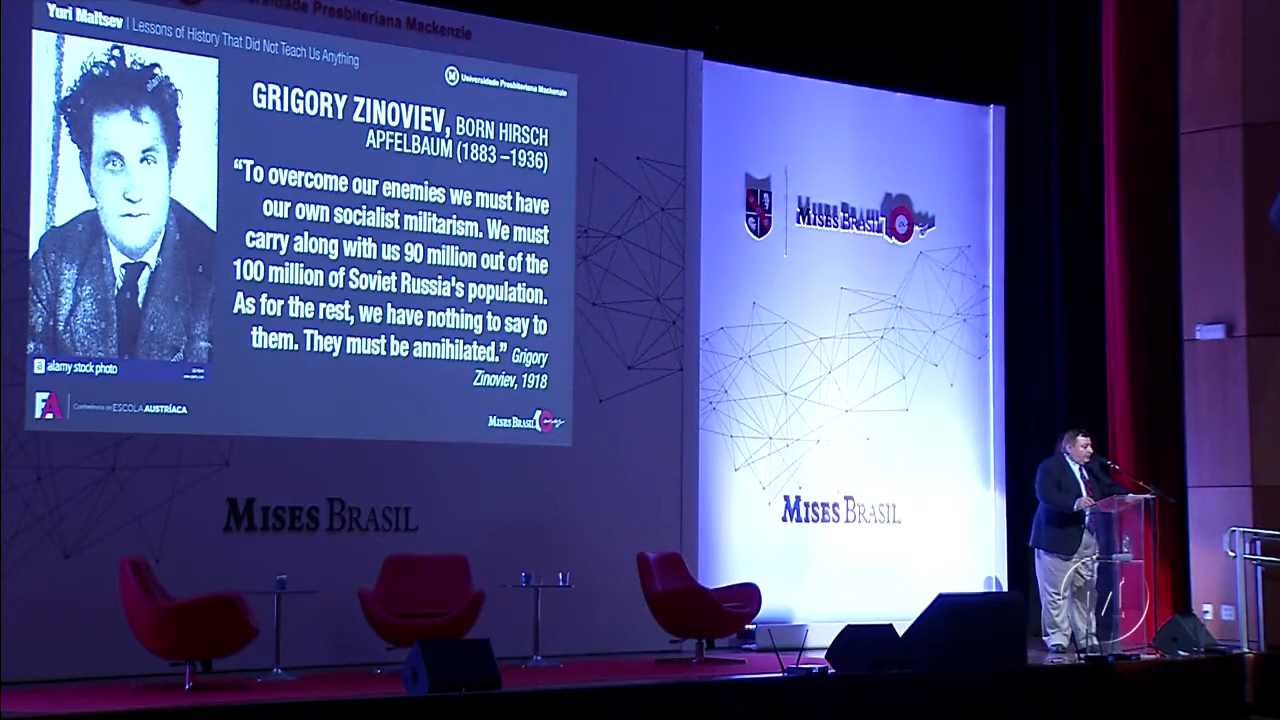 Universidade Presbiteriana Mackenzie
Yuri Maltsev | Lessons of History That Did Not Teach Us Anything
Universidade Presbiteriana Mackenzie
GRIGORY ZINOVIEV, BORN HIRSCH
APFELBAUM (1883 –1936)
“To overcome our enemies we must have
our own socialist militarism. We must
carry along with us 90 million out of the
100 million of Soviet Russia's population.
As for the rest, we have nothing to say to
them. They must be annihilated.” Grigory
Zinoviev, 1918
a alamy stock photo
Conferência de ESCOLA AUSTRÍACA
MISES BRASIL 10
MISES BRASIL 10
MISES BRASIL
MISES BRASIL